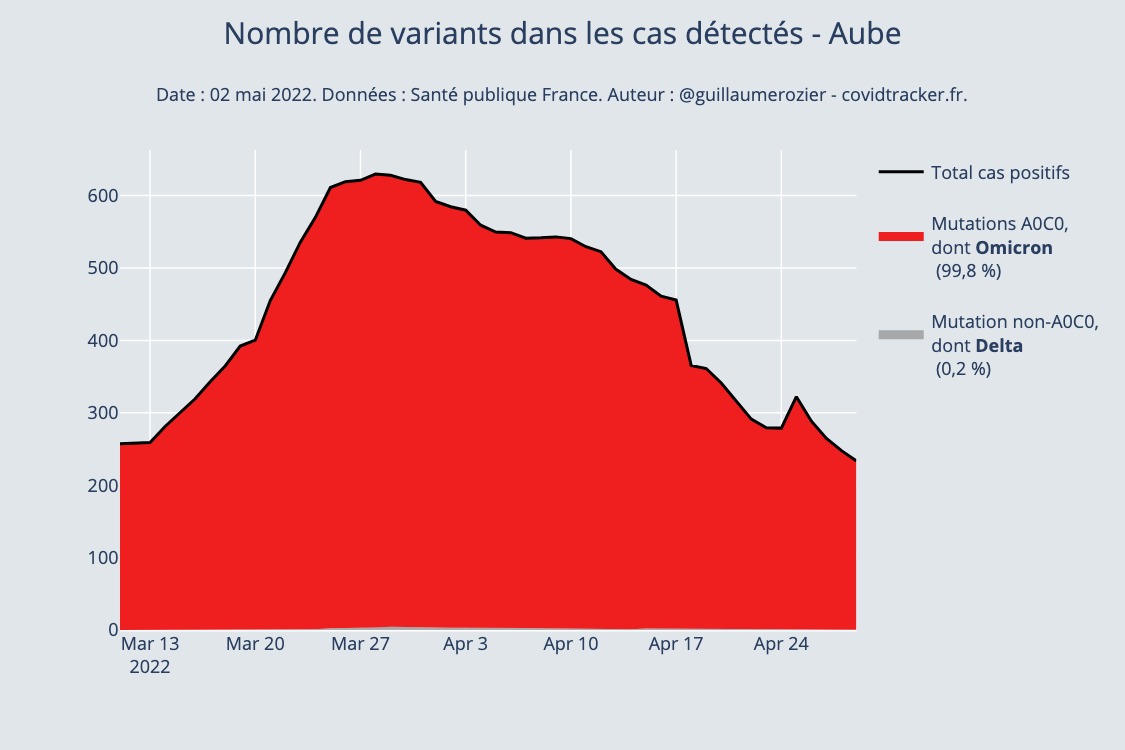 Nombre de variants dans les cas détectés - Aube
Date : 02 mai 2022. Données : Santé publique France. Auteur : @guillaumerozier - covidtracker.fr.
600
500
400
300
200
100
0
Mar 13
2022
Mar 20
Mar 27
Apr 3
Apr 10
Apr 17
Apr 24
Total cas positifs
Mutations A0C0,
dont Omicron
(99,8 %)
Mutation non-A0C0,
dont Delta
(0,2 %)